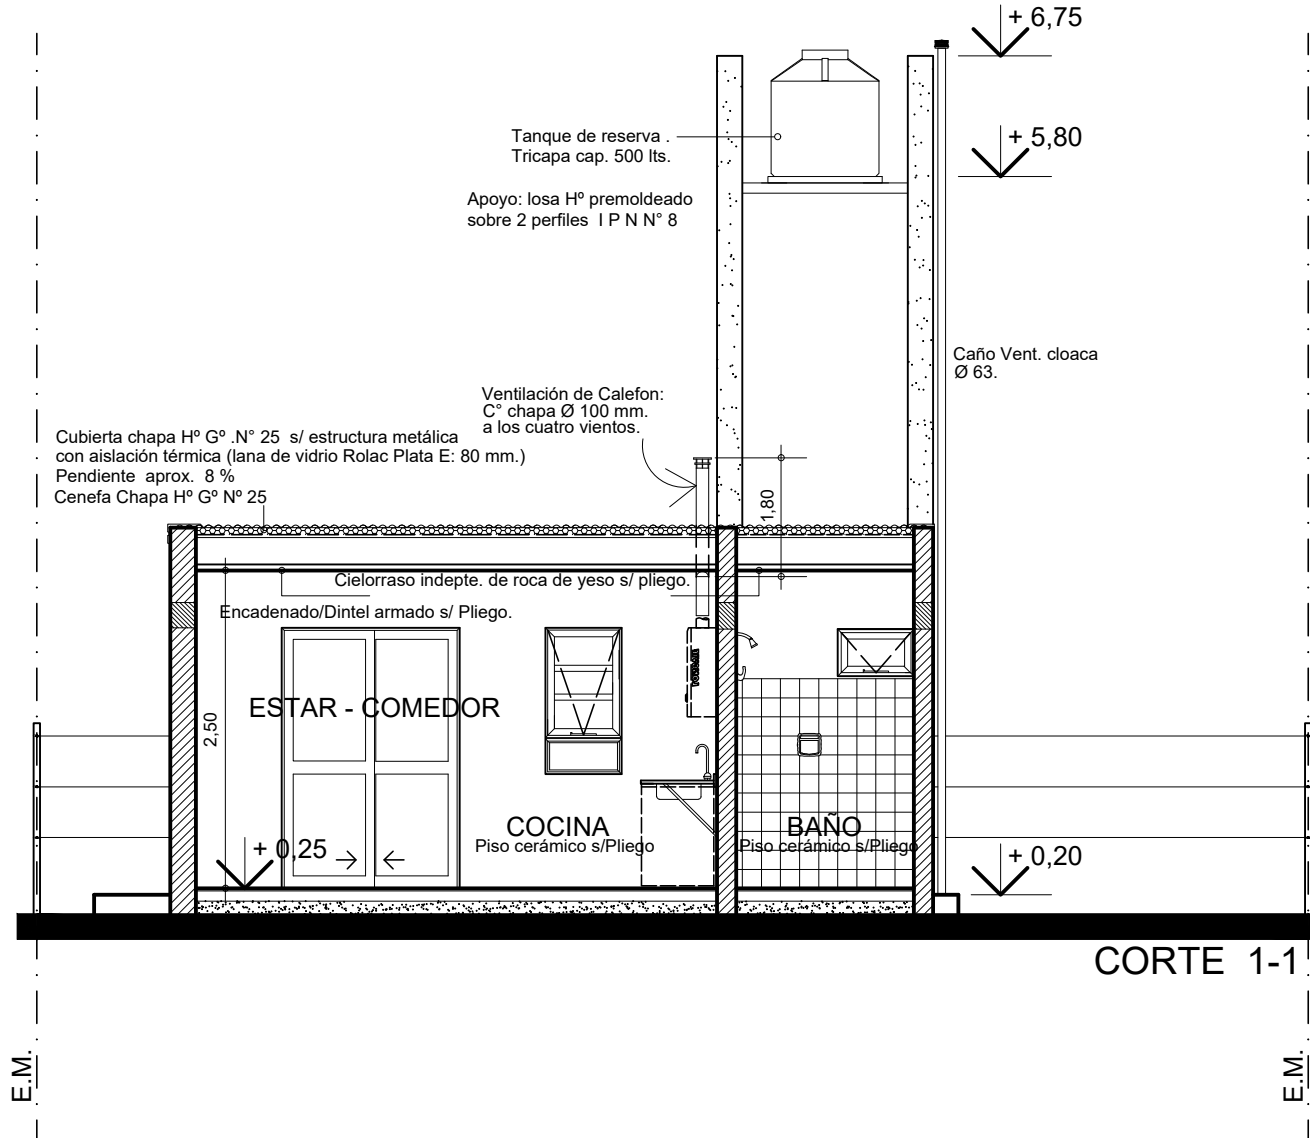 + 6,75
Tanque de reserva .
Tricapa cap. 500 lts.
+ 5,80
Apoyo: losa Hº premoldeado
sobre 2 perfiles I P N N° 8
Caño Vent. cloaca
Ø 63.
Ventilación de Calefon:
C° chapa Ø 100 mm.
a los cuatro vientos.
Cubierta chapa Hº Gº .N° 25 s/ estructura metálica
con aislación térmica (lana de vidrio Rolac Plata E: 80 mm.)
Pendiente aprox. 8 %
Cenefa Chapa Hº Gº Nº 25
1,80
Cielorraso indepte. de roca de yeso s/ pliego.
Encadenado/Dintel armado s/ Pliego.
ESTAR - COMEDOR
2,50
COCINA
Piso cerámico s/Pliego
BAÑO
Piso cerámico s/Pliego
+ 0,25
+ 0,20
CORTE 1-1
E.M.
E.M.